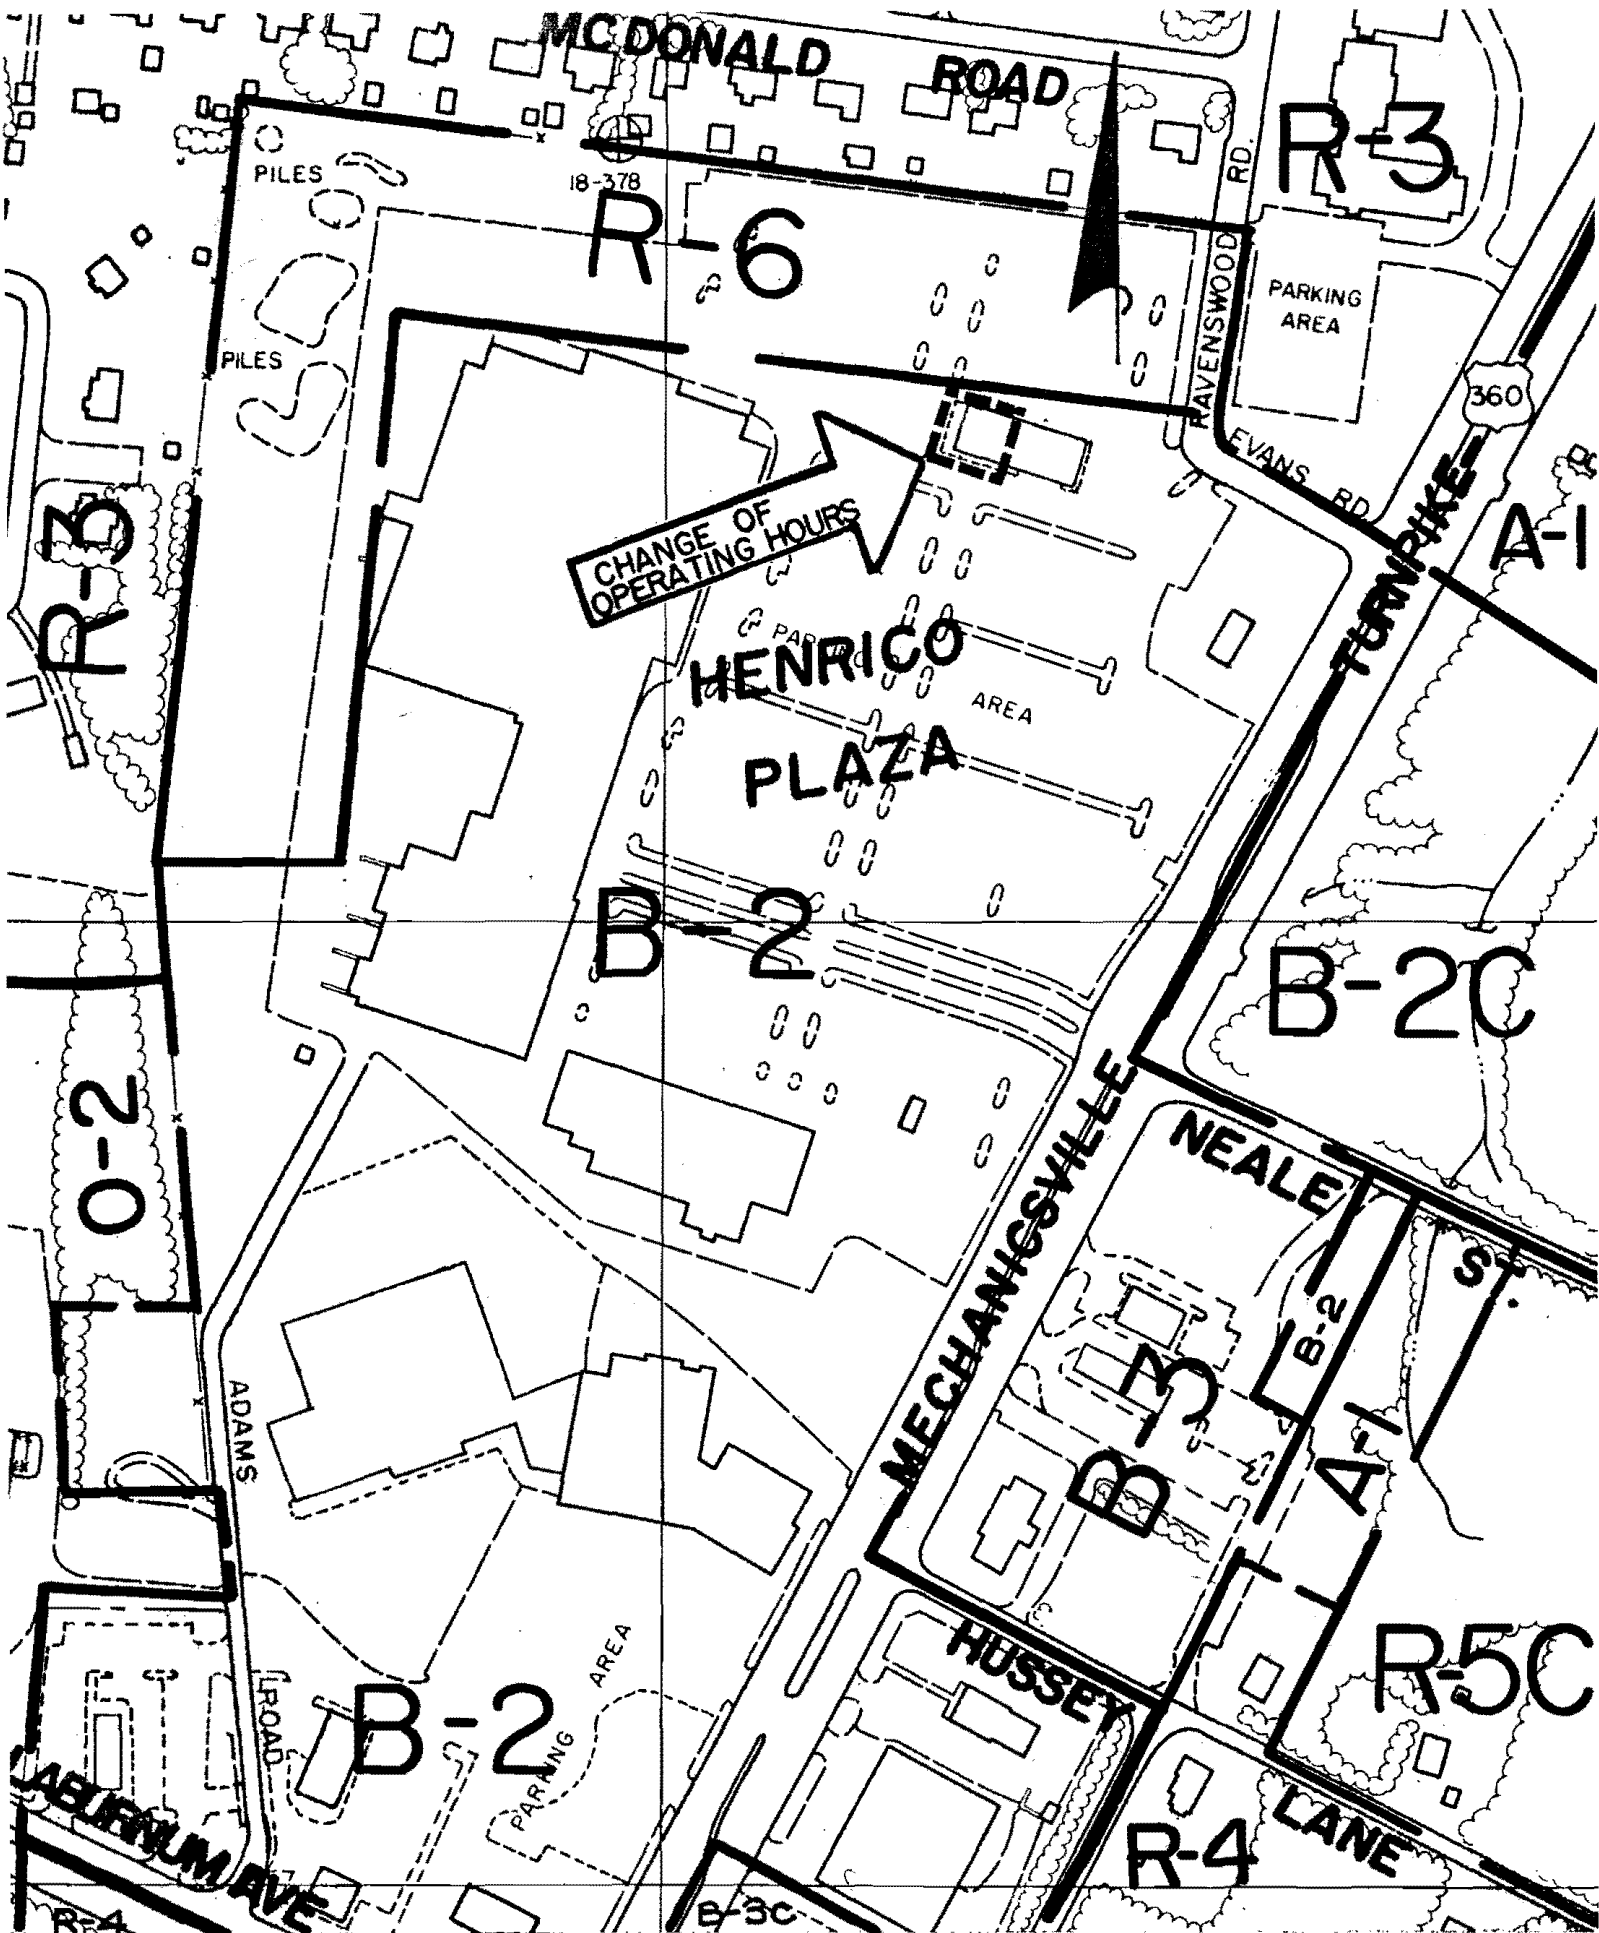 MCDONALD ROAD
R-3
RD.
PILES
18-378
R-6
RAVENSWOOD
PARKING
AREA
PILES
360
EVANS RD.
CHANGE OF
OPERATING HOURS
TURNPIKE
A-1
R-3
HENRICO
AREA
PLAZA
B-2
B-2C
O-2
MECHANICSVILLE
NEALE
ST.
B-2
B-3
A-1
ADAMS
ROAD
HUSSEY
R-5C
B-2
PARKING AREA
LABURNUM AVE
R-4
LANE
R-4
B-3C